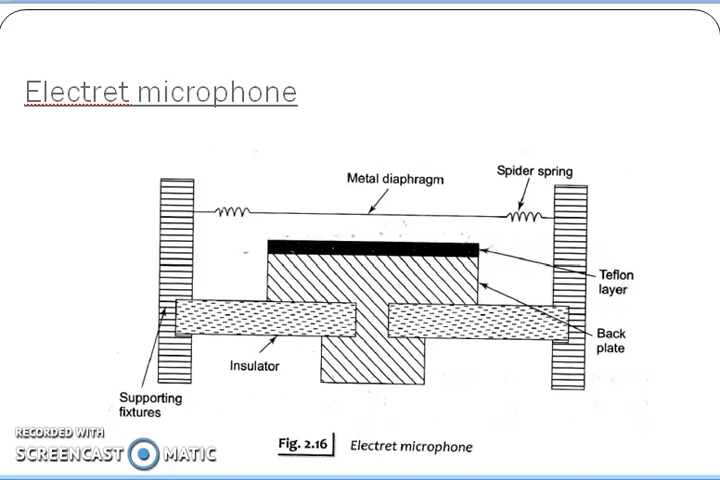 Electret microphone
Metal diaphragm
Spider spring
Teflon
layer
Back
plate
Insulator
Supporting
fixtures
RECORDED WITH
SCREENCAST MATIC
Fig. 2.16 Electret microphone